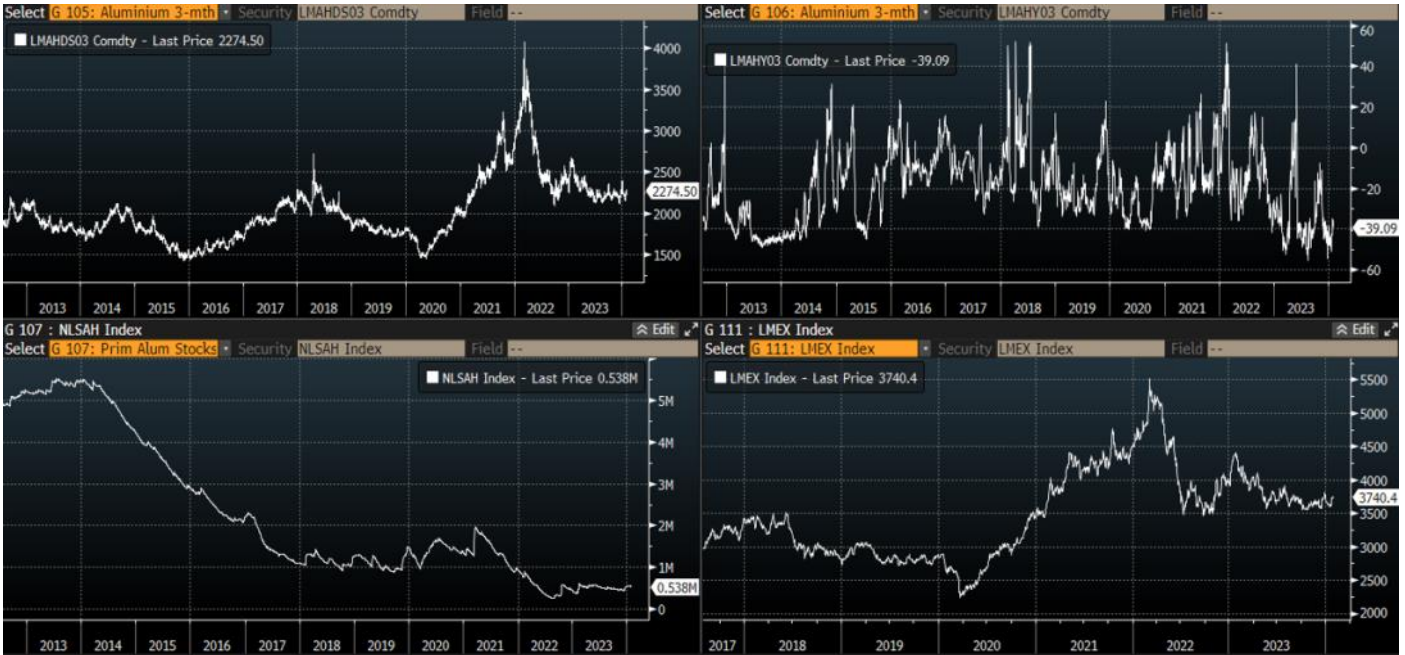 Select G 105: Aluminium 3-mth Security LMAHDS03 Comdty Field --
LMAHDS03 Comdty - Last Price 2274.50
4000
3500
3000
2500
2274.50
2000
1500
2013 2014 2015 2016 2017 2018 2019 2020 2021 2022 2023
Select G 106: Aluminium 3-mth Security LMAHY03 Comdty Field --
60
LMAHY03 Comdty - Last Price -39.09
40
20
0
-20
-39.09
-60
2013 2014 2015 2016 2017 2018 2019 2020 2021 2022 2023
G 107 : NLSAH Index Edit
Select G 107: Prim Alum Stocks Security NLSAH Index Field --
NLSAH Index - Last Price 0.538M
5M
4M
3M
2M
1M
0.538M
0
2013 2014 2015 2016 2017 2018 2019 2020 2021 2022 2023
G 111 : LMEX Index Edit
Select G 111: LMEX Index Security LMEX Index Field --
LMEX Index - Last Price 3740.4
5500
5000
4500
4000
3740.4
3500
3000
2500
2000
2017 2018 2019 2020 2021 2022 2023